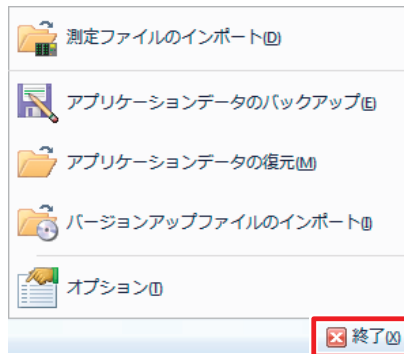 測定ファイルのインポート(D)
アプリケーションデータのバックアップ(E)
アプリケーションデータの復元(M)
バージョンアップファイルのインポート(I)
オプション(T)
終了(X)